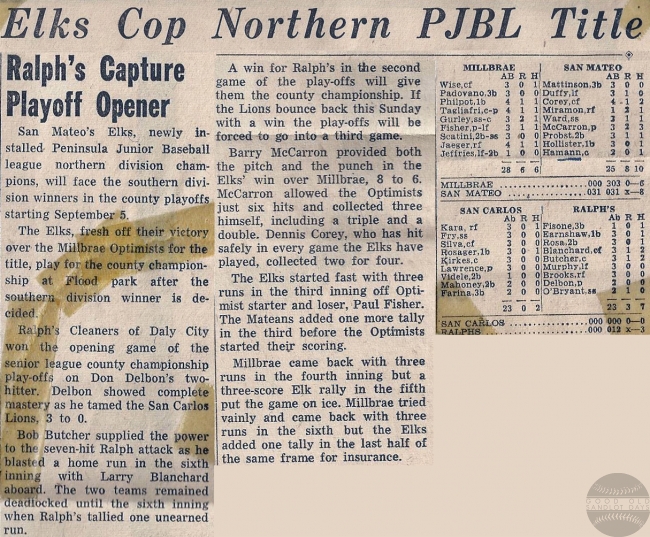 Elks Cop Northern PJBL Title
Ralph's Capture
Playoff Opener
San Mateo's Elks, newly in-
stalled Peninsula Junior Baseball
league northern division cham-
pions, will face the southern divi-
sion winners in the county playoffs
starting September 5.
The Elks, fresh off their victory
over the Millbrae Optimists for the
title, play for the county champion-
ship at Flood park after the
southern division winner is de-
cided.
Ralph's Cleaners of Daly City
won the opening game of the
senior league county championship
play-offs on Don Delbon's two-
hitter. Delbon showed complete
mastery as he tamed the San Carlos
Lions, 3 to 0.
Bob Butcher supplied the power
to the seven-hit Ralph attack as he
blasted a home run in the sixth
inning with Larry Blanchard
aboard. The two teams remained
deadlocked until the sixth inning
when Ralph's tallied one unearned
run.
A win for Ralph's in the second
game of the play-offs will give
them the county championship. If
the Lions bounce back this Sunday
with a win the play-offs will be
forced to go into a third game.
Barry McCarron provided both
the pitch and the punch in the
Elks' win over Millbrae, 8 to 6.
McCarron allowed the Optimists
just six hits and collected three
himself, including a triple and a
double. Dennis Corey, who has hit
safely in every game the Elks have
played, collected two for four.
The Elks started fast with three
runs in the third inning off Opti-
mist starter and loser, Paul Fisher.
The Mateans added one more tally
in the third before the Optimists
started their scoring.
Millbrae came back with three
runs in the fourth inning but a
three-score Elk rally in the fifth
put the game on ice. Millbrae tried
vainly and came back with three
runs in the sixth but the Elks
added one tally in the last half of
the same frame for insurance.
MILLBRAE SAN MATEO
AB R H AB R H
Wise,cf 3 0 1 Mattinson,3b 3 0 0
Padovano,3b 3 0 0 Duffy,lf 3 1 0
Philpot,1b 4 1 1 Corey,cf 4 1 2
Tagliafri,c-p 4 1 1 Miramon,rf 1 2 1
Gurley,ss-c 3 1 2 Ward,ss 2 1 1
Fisher,p-lf 3 1 1 McCarron,p 3 2 3
Scatini,2b-ss 3 0 0 Probst,2b 3 1 1
Jaeger,rf 4 1 1 Hollister,1b 3 0 1
Jeffries,lf-2b 1 0 0 Hamann,c 2 0 1
28 6 6 25 8 10
MILLBRAE 000 303 0—6
SAN MATEO 031 031 x—8
SAN CARLOS RALPH'S
AB R H AB R H
Kara, rf 3 0 1 Fisone,3b 1 0 1
Fry,ss 3 0 0 Earnshaw,1b 3 0 1
Silva,cf 3 0 0 Rosa,2b 3 0 1
Rosager,1b 3 0 0 Blanchard,cf 3 1 2
Kirkes,c 3 0 0 Butcher,c 3 1 2
Lawrence,p 3 0 0 Murphy,lf 3 0 0
Videle,2b 1 0 0 Brooks,rf 3 0 0
Mahoney,2b 2 0 0 Delbon,p 2 0 0
Farina,3b 2 0 0 O'Bryant,ss 2 1 0
23 0 2 23 3 7
SAN CARLOS 000 000 0—0
RALPHS 000 012 x—3